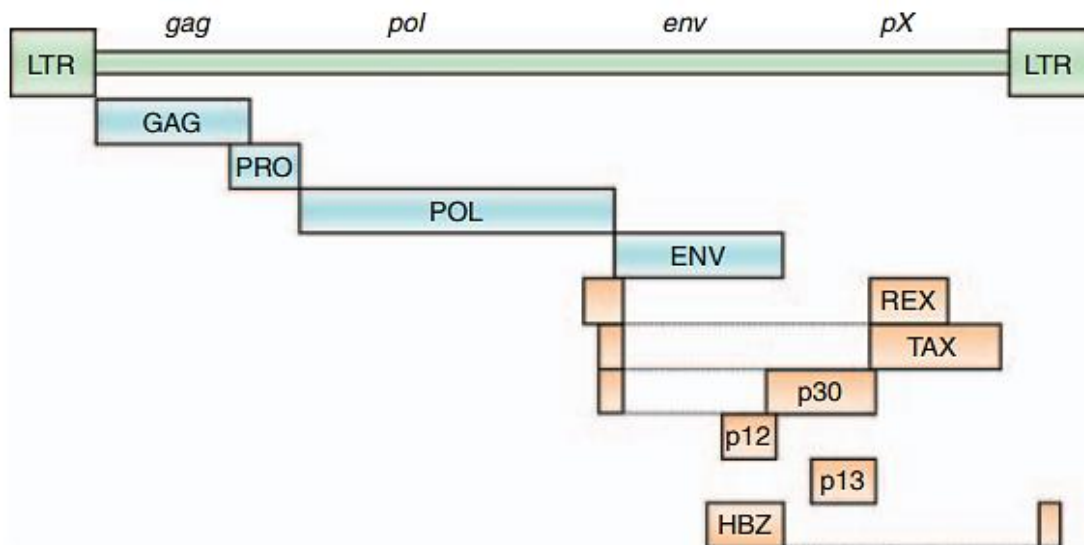 gag pol env pX
LTR LTR
GAG
PRO
POL
ENV
REX
TAX
p30
p12
p13
HBZ